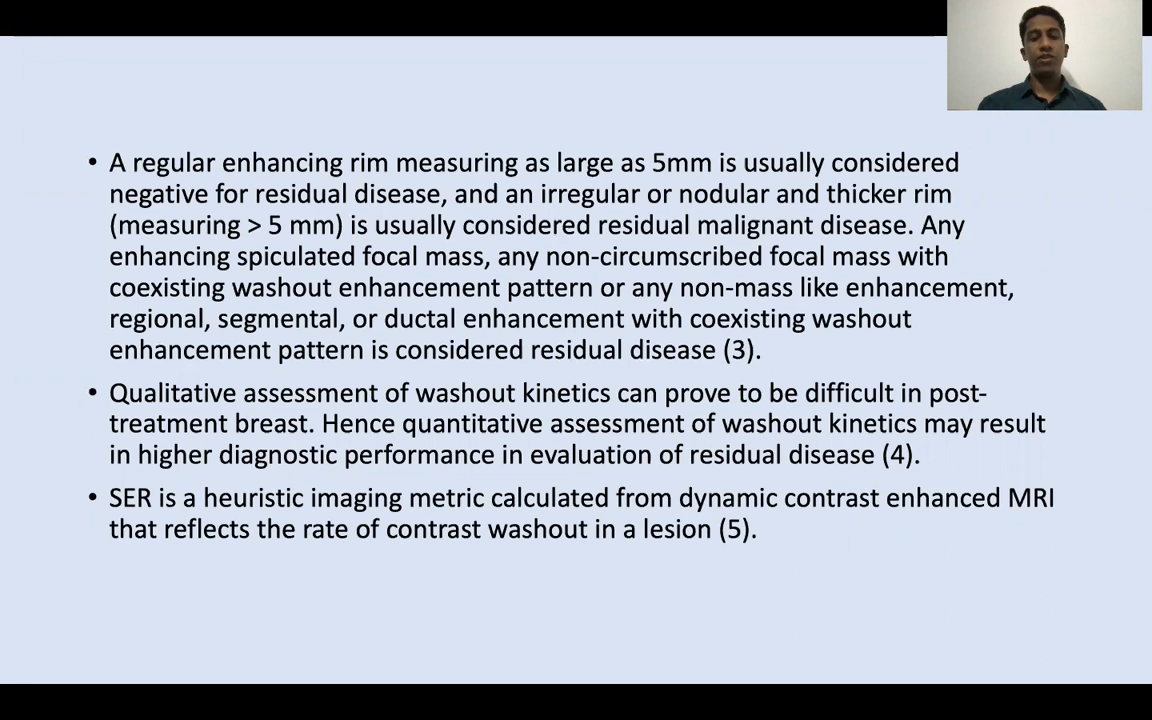 • A regular enhancing rim measuring as large as 5mm is usually considered
negative for residual disease, and an irregular or nodular and thicker rim
(measuring > 5 mm) is usually considered residual malignant disease. Any
enhancing spiculated focal mass, any non-circumscribed focal mass with
coexisting washout enhancement pattern or any non-mass like enhancement,
regional, segmental, or ductal enhancement with coexisting washout
enhancement pattern is considered residual disease (3).
• Qualitative assessment of washout kinetics can prove to be difficult in post-
treatment breast. Hence quantitative assessment of washout kinetics may result
in higher diagnostic performance in evaluation of residual disease (4).
• SER is a heuristic imaging metric calculated from dynamic contrast enhanced MRI
that reflects the rate of contrast washout in a lesion (5).